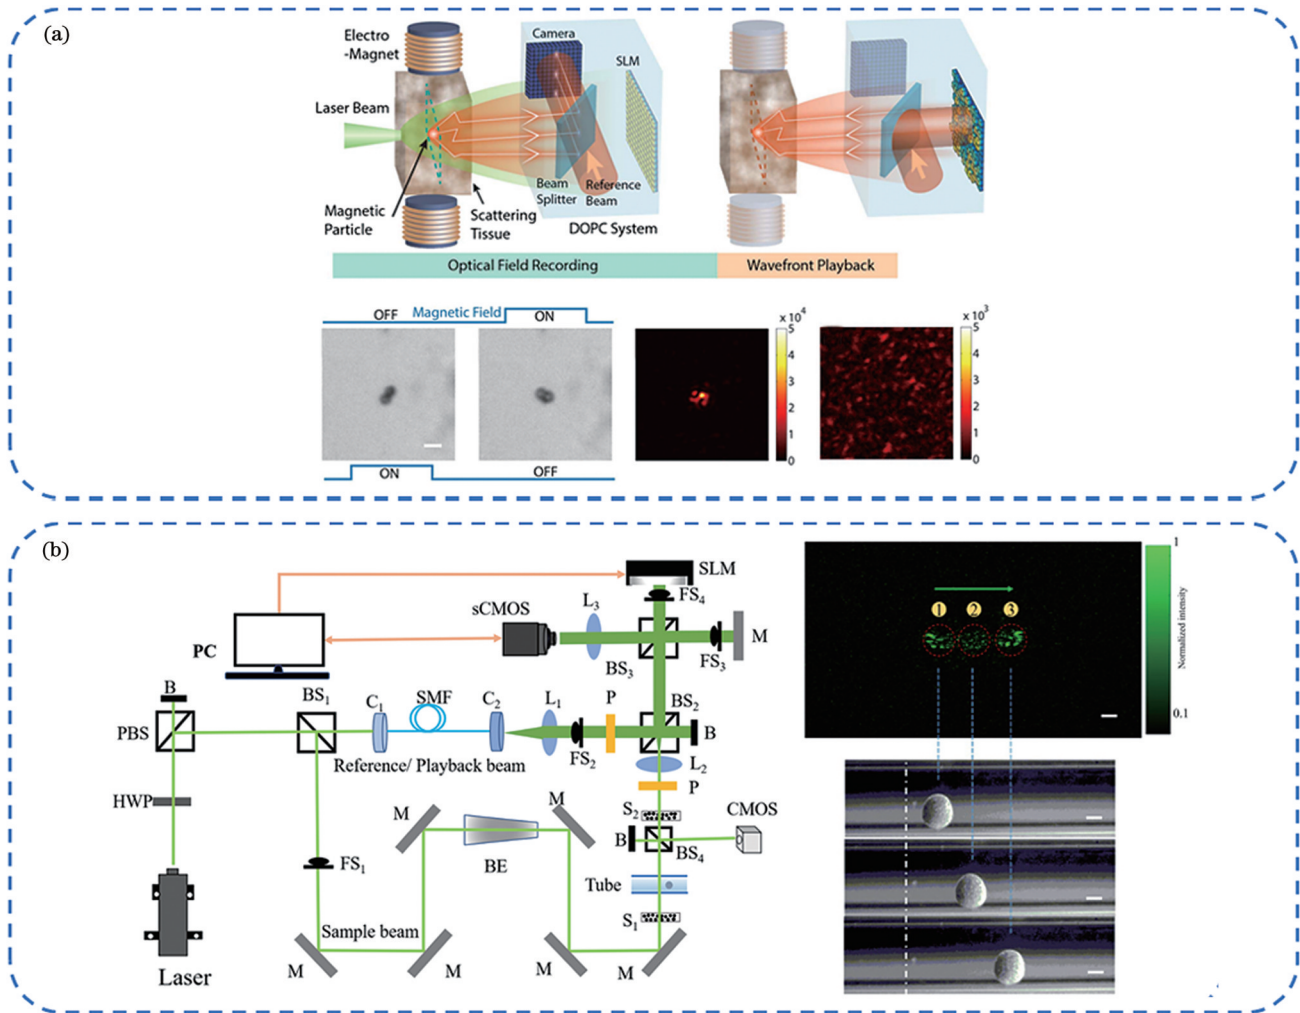 (a)
Electro
-Magnet
Camera
SLM
Laser Beam
Magnetic
Particle
Scattering
Tissue
Beam
Splitter
Reference
Beam
DOPC System
Optical Field Recording
Wavefront Playback
OFF
Magnetic Field
ON
ON
OFF
x 10⁴
5
4
3
2
1
0
x 10³
5
4
3
2
1
0
(b)
SLM
FS₄
sCMOS
L₃
BS₃
FS₃
M
PC
B
PBS
BS₁
C₁
SMF
C₂
L₁
P
BS₂
FS₂
B
Reference/ Playback beam
L₂
P
HWP
M
M
S₂
CMOS
B
BS₄
BE
FS₁
Tube
S₁
Sample beam
Laser
M
M
M
M
1
2
3
1
Normalized intensity
0.1